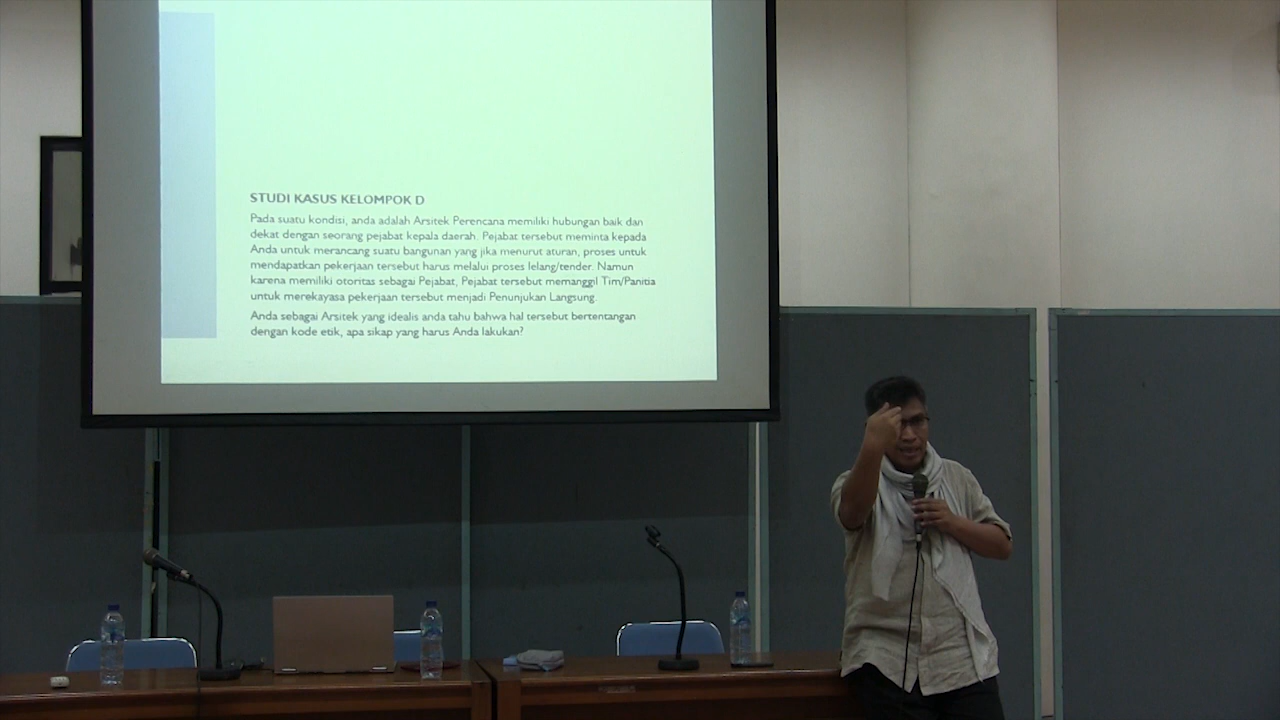 STUDI KASUS KELOMPOK D
Pada suatu kondisi, anda adalah Arsitek Perencana memiliki hubungan baik dan
dekat dengan seorang pejabat kepala daerah. Pejabat tersebut meminta kepada
Anda untuk merancang suatu bangunan yang jika menurut aturan, proses untuk
mendapatkan pekerjaan tersebut harus melalui proses lelang/tender. Namun
karena memiliki otoritas sebagai Pejabat, Pejabat tersebut memanggil Tim/Panitia
untuk merekayasa pekerjaan tersebut menjadi Penunjukan Langsung.
Anda sebagai Arsitek yang idealis anda tahu bahwa hal tersebut bertentangan
dengan kode etik, apa sikap yang harus Anda lakukan?